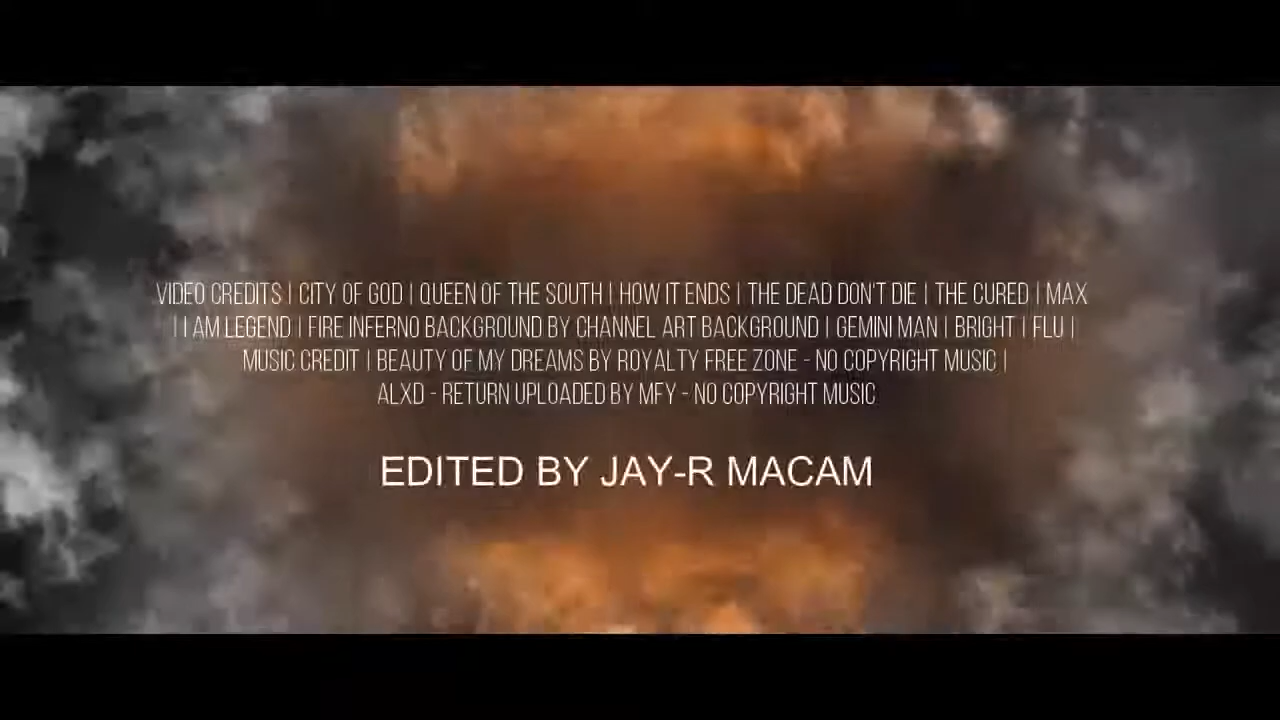 VIDEO CREDITS | CITY OF GOD | QUEEN OF THE SOUTH | HOW IT ENDS | THE DEAD DON'T DIE | THE CURED | MAX
| I AM LEGEND | FIRE INFERNO BACKGROUND BY CHANNEL ART BACKGROUND | GEMINI MAN | BRIGHT | FLU |
MUSIC CREDIT | BEAUTY OF MY DREAMS BY ROYALTY FREE ZONE - NO COPYRIGHT MUSIC |
ALXD - RETURN UPLOADED BY MFY - NO COPYRIGHT MUSIC
EDITED BY JAY-R MACAM